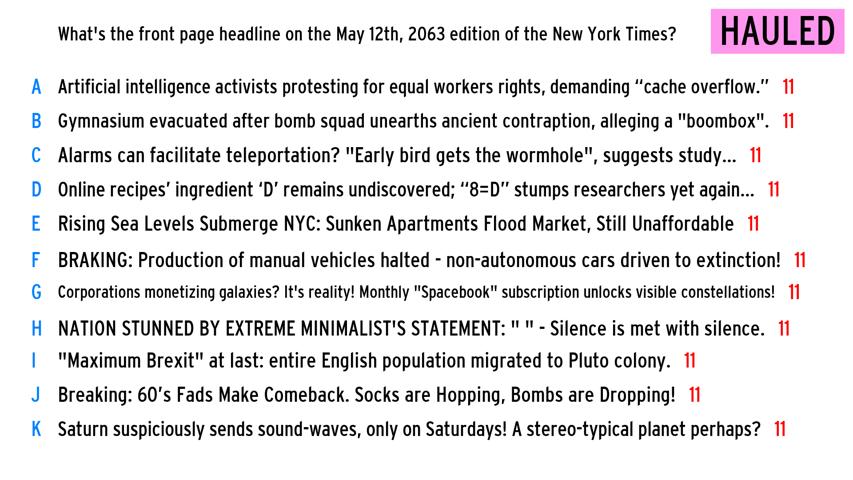 What's the front page headline on the May 12th, 2063 edition of the New York Times?
HAULED
A Artificial intelligence activists protesting for equal workers rights, demanding “cache overflow.” 11
B Gymnasium evacuated after bomb squad unearths ancient contraption, alleging a "boombox". 11
C Alarms can facilitate teleportation? "Early bird gets the wormhole", suggests study... 11
D Online recipes’ ingredient ‘D’ remains undiscovered; “8=D” stumps researchers yet again... 11
E Rising Sea Levels Submerge NYC: Sunken Apartments Flood Market, Still Unaffordable 11
F BRAKING: Production of manual vehicles halted - non-autonomous cars driven to extinction! 11
G Corporations monetizing galaxies? It's reality! Monthly "Spacebook" subscription unlocks visible constellations! 11
H NATION STUNNED BY EXTREME MINIMALIST'S STATEMENT: " " - Silence is met with silence. 11
I "Maximum Brexit" at last: entire English population migrated to Pluto colony. 11
J Breaking: 60’s Fads Make Comeback. Socks are Hopping, Bombs are Dropping! 11
K Saturn suspiciously sends sound-waves, only on Saturdays! A stereo-typical planet perhaps? 11